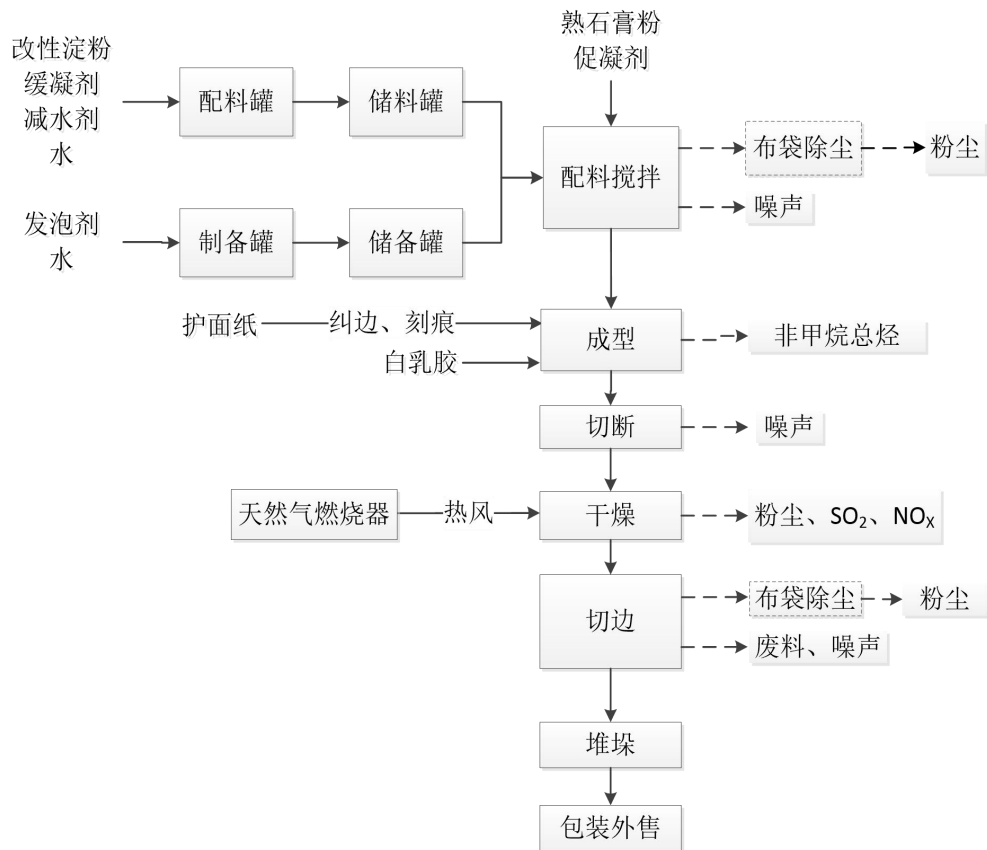 熟石膏粉
促凝剂
改性淀粉
缓凝剂
减水剂
水
配料罐
储料罐
配料搅拌
布袋除尘
粉尘
噪声
发泡剂
水
制备罐
储备罐
护面纸
纠边、刻痕
白乳胶
成型
非甲烷总烃
切断
噪声
天然气燃烧器
热风
干燥
粉尘、SO₂、NOₓ
切边
布袋除尘
粉尘
废料、噪声
堆垛
包装外售